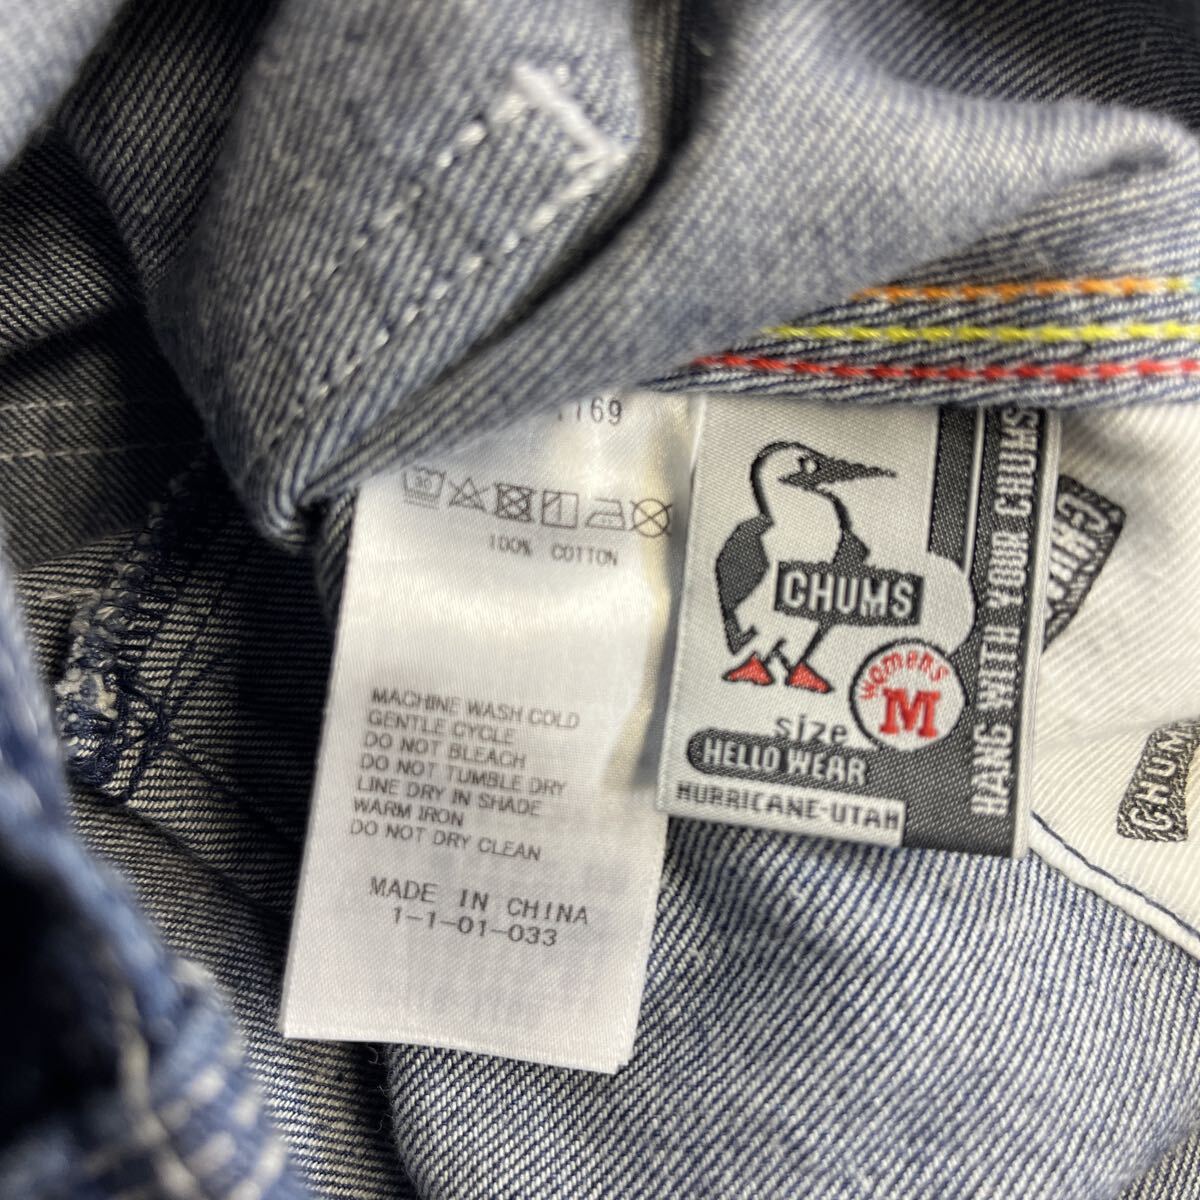 1169
30
100% COTTON
MACHINE WASH COLD
GENTLE CYCLE
DO NOT BLEACH
DO NOT TUMBLE DRY
LINE DRY IN SHADE
WARM IRON
DO NOT DRY CLEAN
MADE IN CHINA
1-1-01-033
CHUMS
womens
M
size
HELLO WEAR
HURRICANE-UTAH
HANG WITH YOUR CHUMS
CHUM